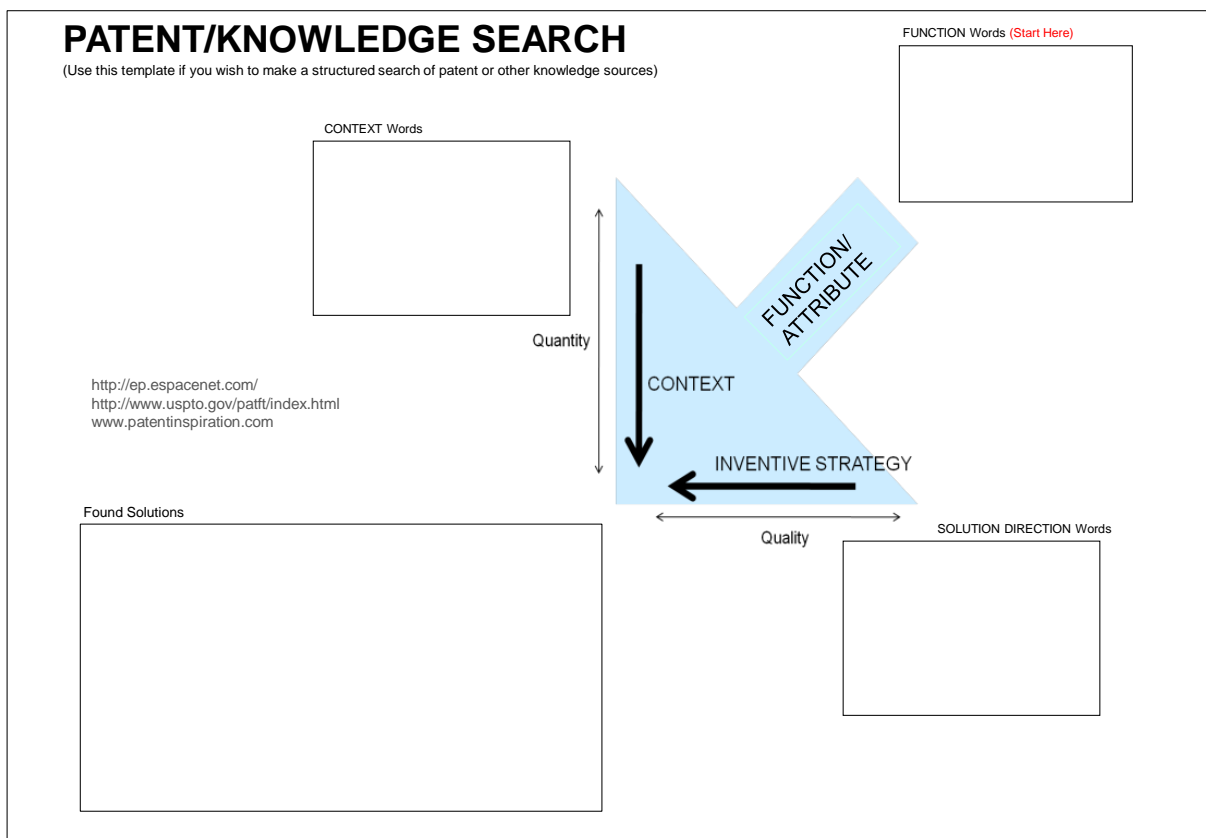 PATENT/KNOWLEDGE SEARCH
(Use this template if you wish to make a structured search of patent or other knowledge sources)
FUNCTION Words (Start Here)
CONTEXT Words
FUNCTION/
ATTRIBUTE
Quantity
CONTEXT
http://ep.espacenet.com/
http://www.uspto.gov/patft/index.html
www.patentinspiration.com
INVENTIVE STRATEGY
Found Solutions
Quality
SOLUTION DIRECTION Words